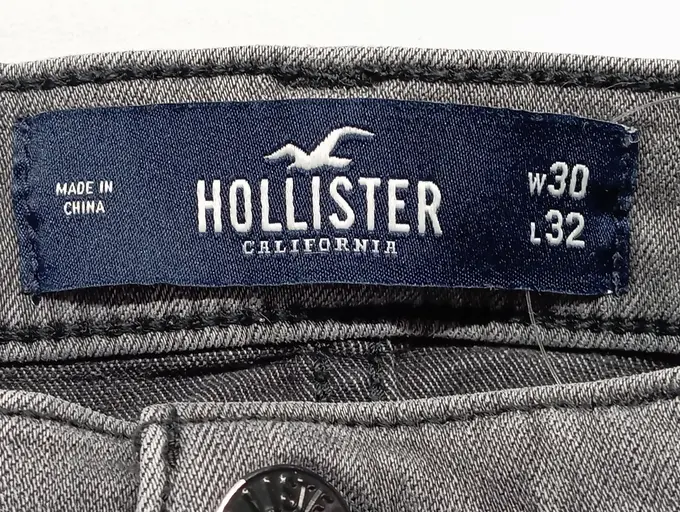 MADE IN
CHINA
HOLLISTER
CALIFORNIA
W30
L32